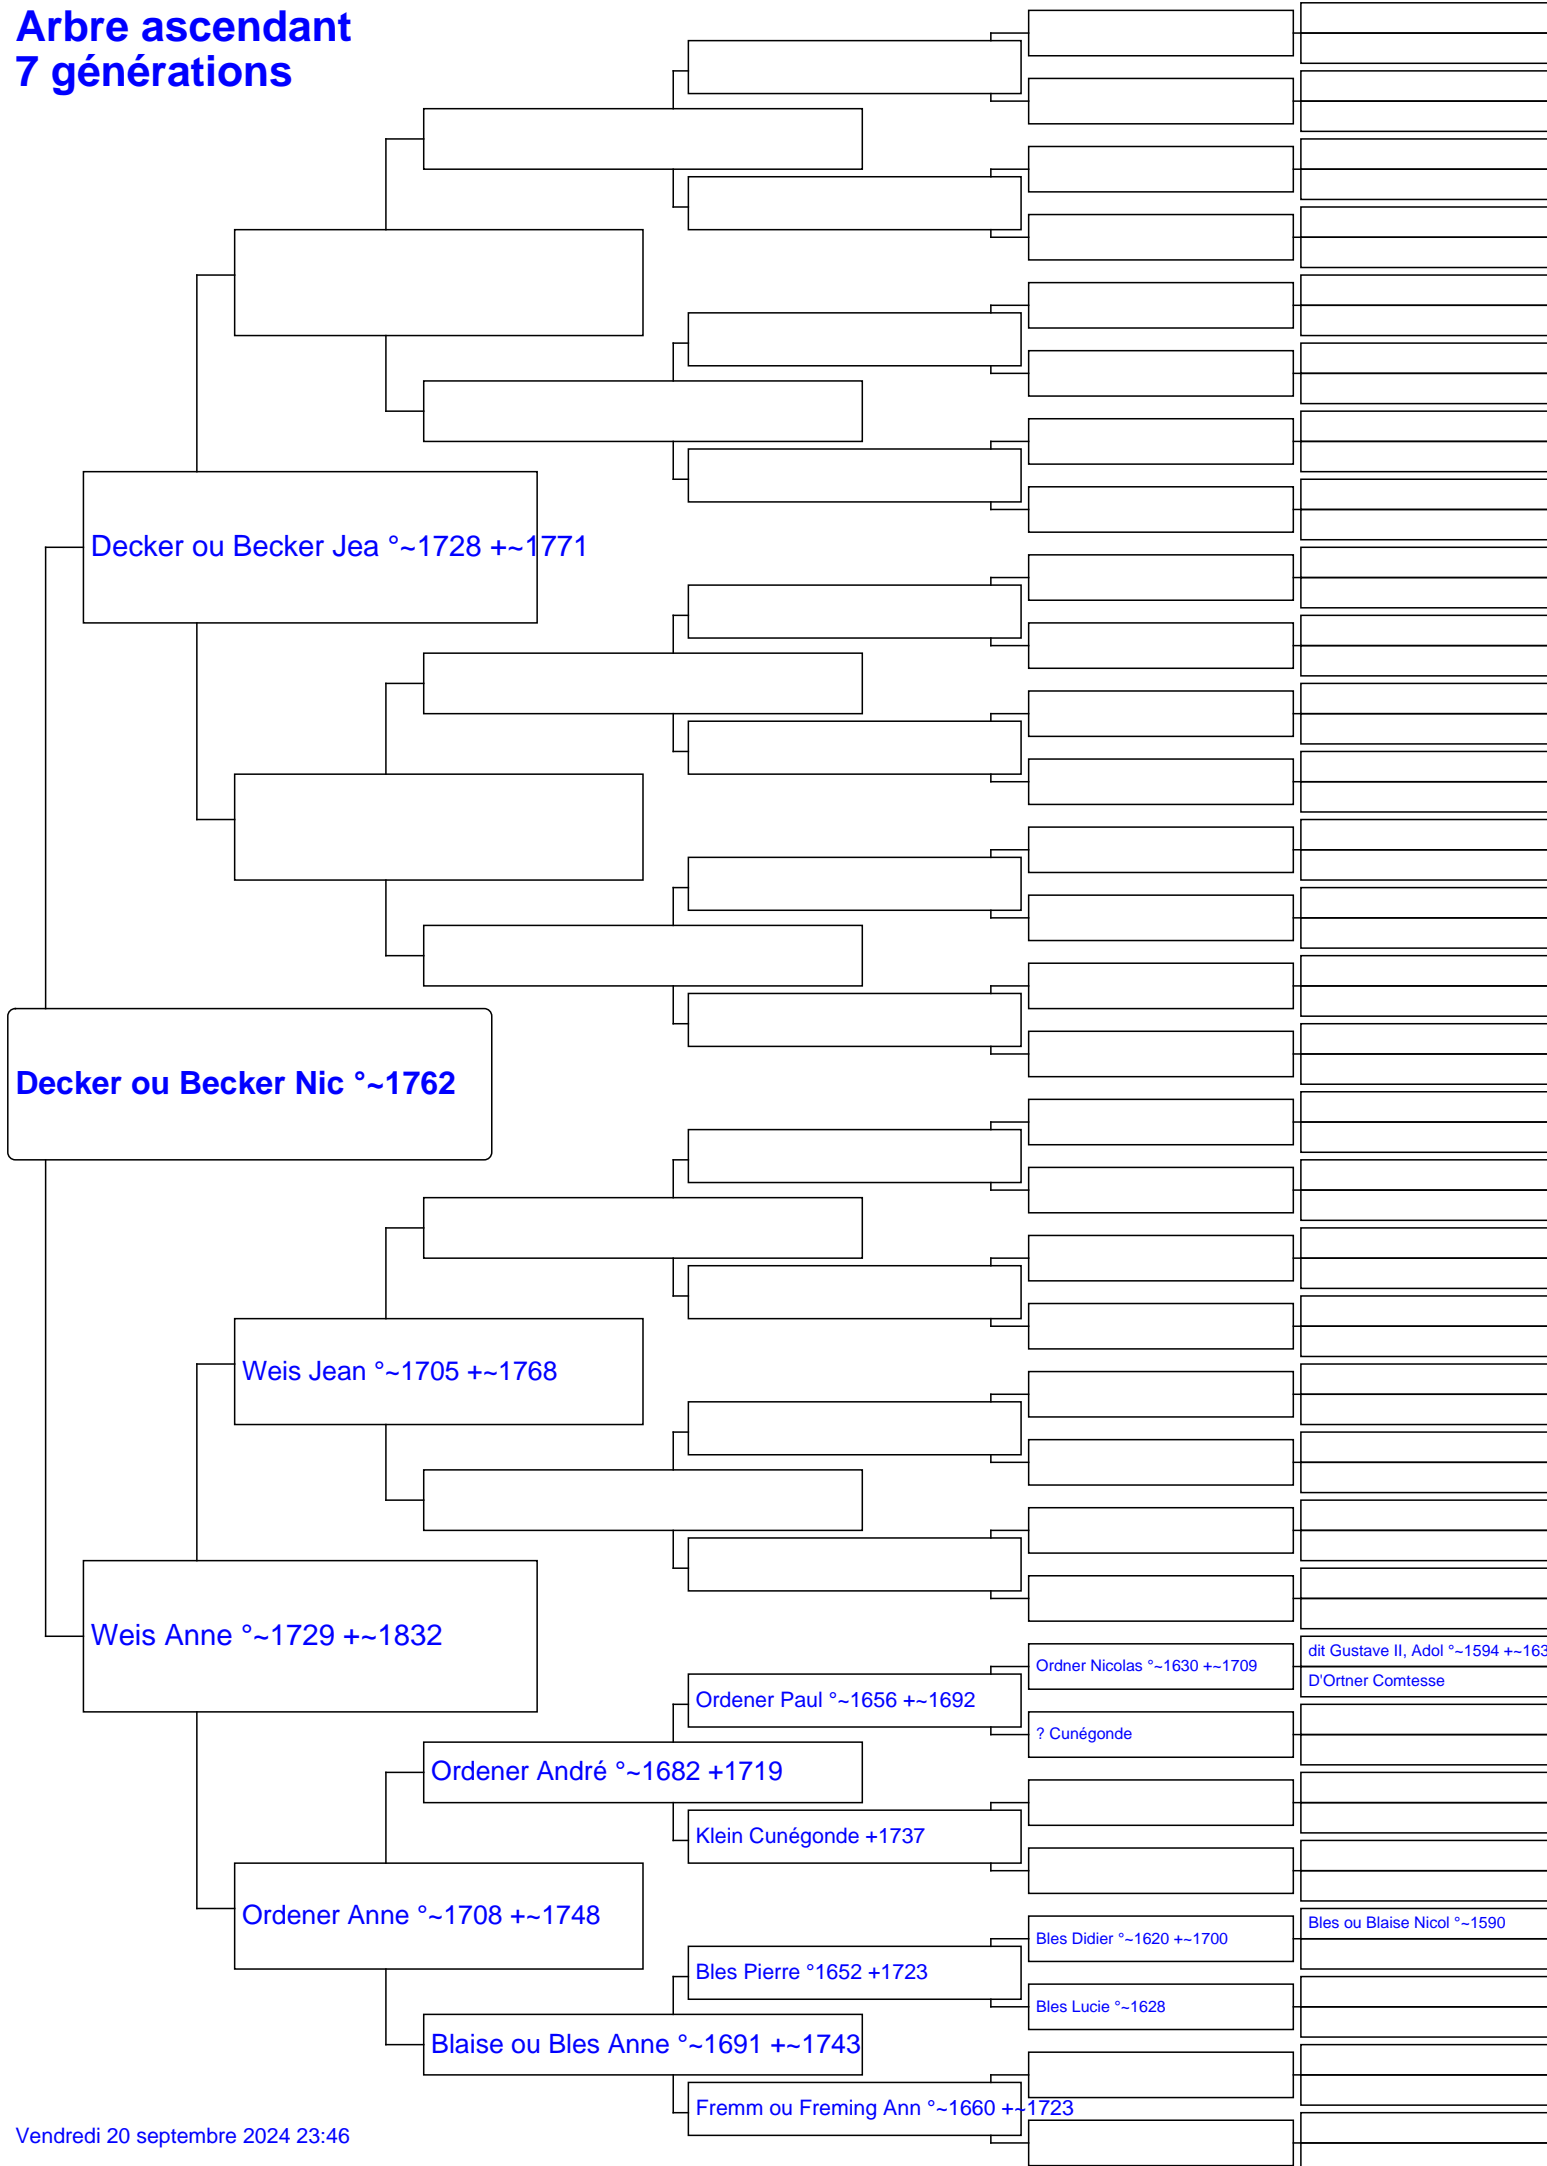 Arbre ascendant
7 générations
Decker ou Becker Jea °~1728 +~1771
Decker ou Becker Nic °~1762
Weis Jean °~1705 +~1768
Weis Anne °~1729 +~1832
Ordner Nicolas °~1630 +~1709
dit Gustave II, Adol °~1594 +~163
D'Ortner Comtesse
Ordener Paul °~1656 +~1692
? Cunégonde
Ordener André °~1682 +1719
Klein Cunégonde +1737
Ordener Anne °~1708 +~1748
Bles ou Blaise Nicol °~1590
Bles Didier °~1620 +~1700
Bles Pierre °1652 +1723
Bles Lucie °~1628
Blaise ou Bles Anne °~1691 +~1743
Fremm ou Freming Ann °~1660 +~1723
Vendredi 20 septembre 2024 23:46